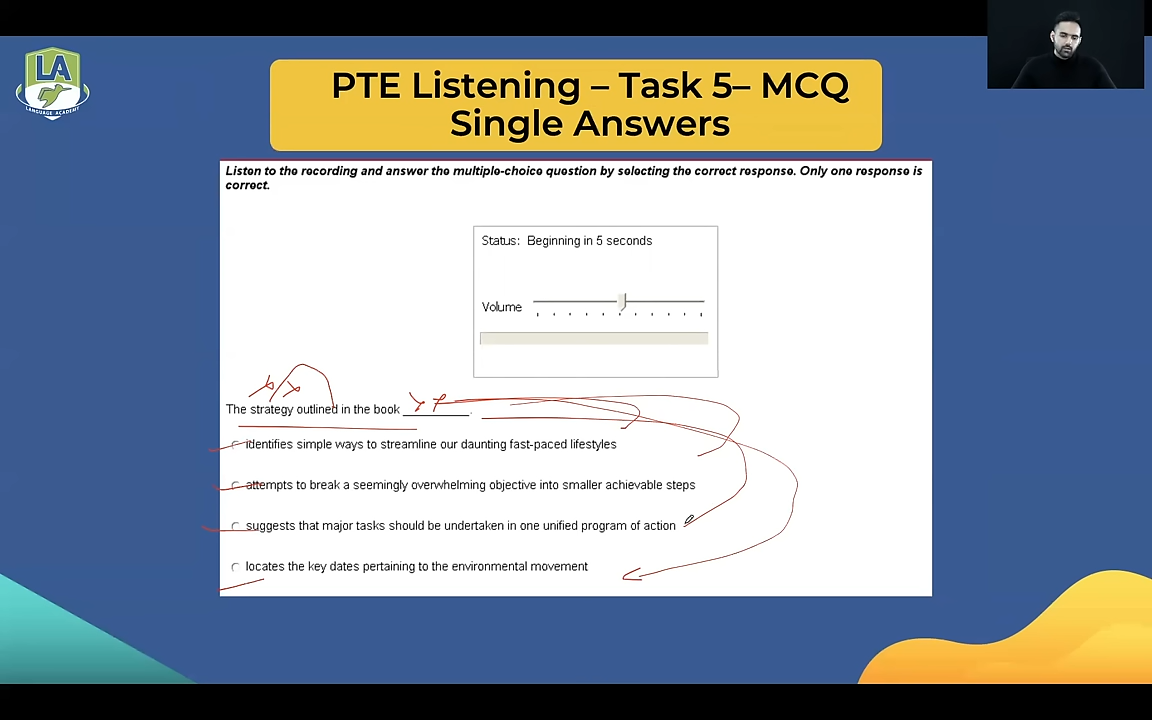 LA
LANGUAGE ACADEMY
PTE Listening – Task 5– MCQ
Single Answers
Listen to the recording and answer the multiple-choice question by selecting the correct response. Only one response is
correct.
Status: Beginning in 5 seconds
Volume
The strategy outlined in the book ________.
identifies simple ways to streamline our daunting fast-paced lifestyles
attempts to break a seemingly overwhelming objective into smaller achievable steps
suggests that major tasks should be undertaken in one unified program of action
locates the key dates pertaining to the environmental movement